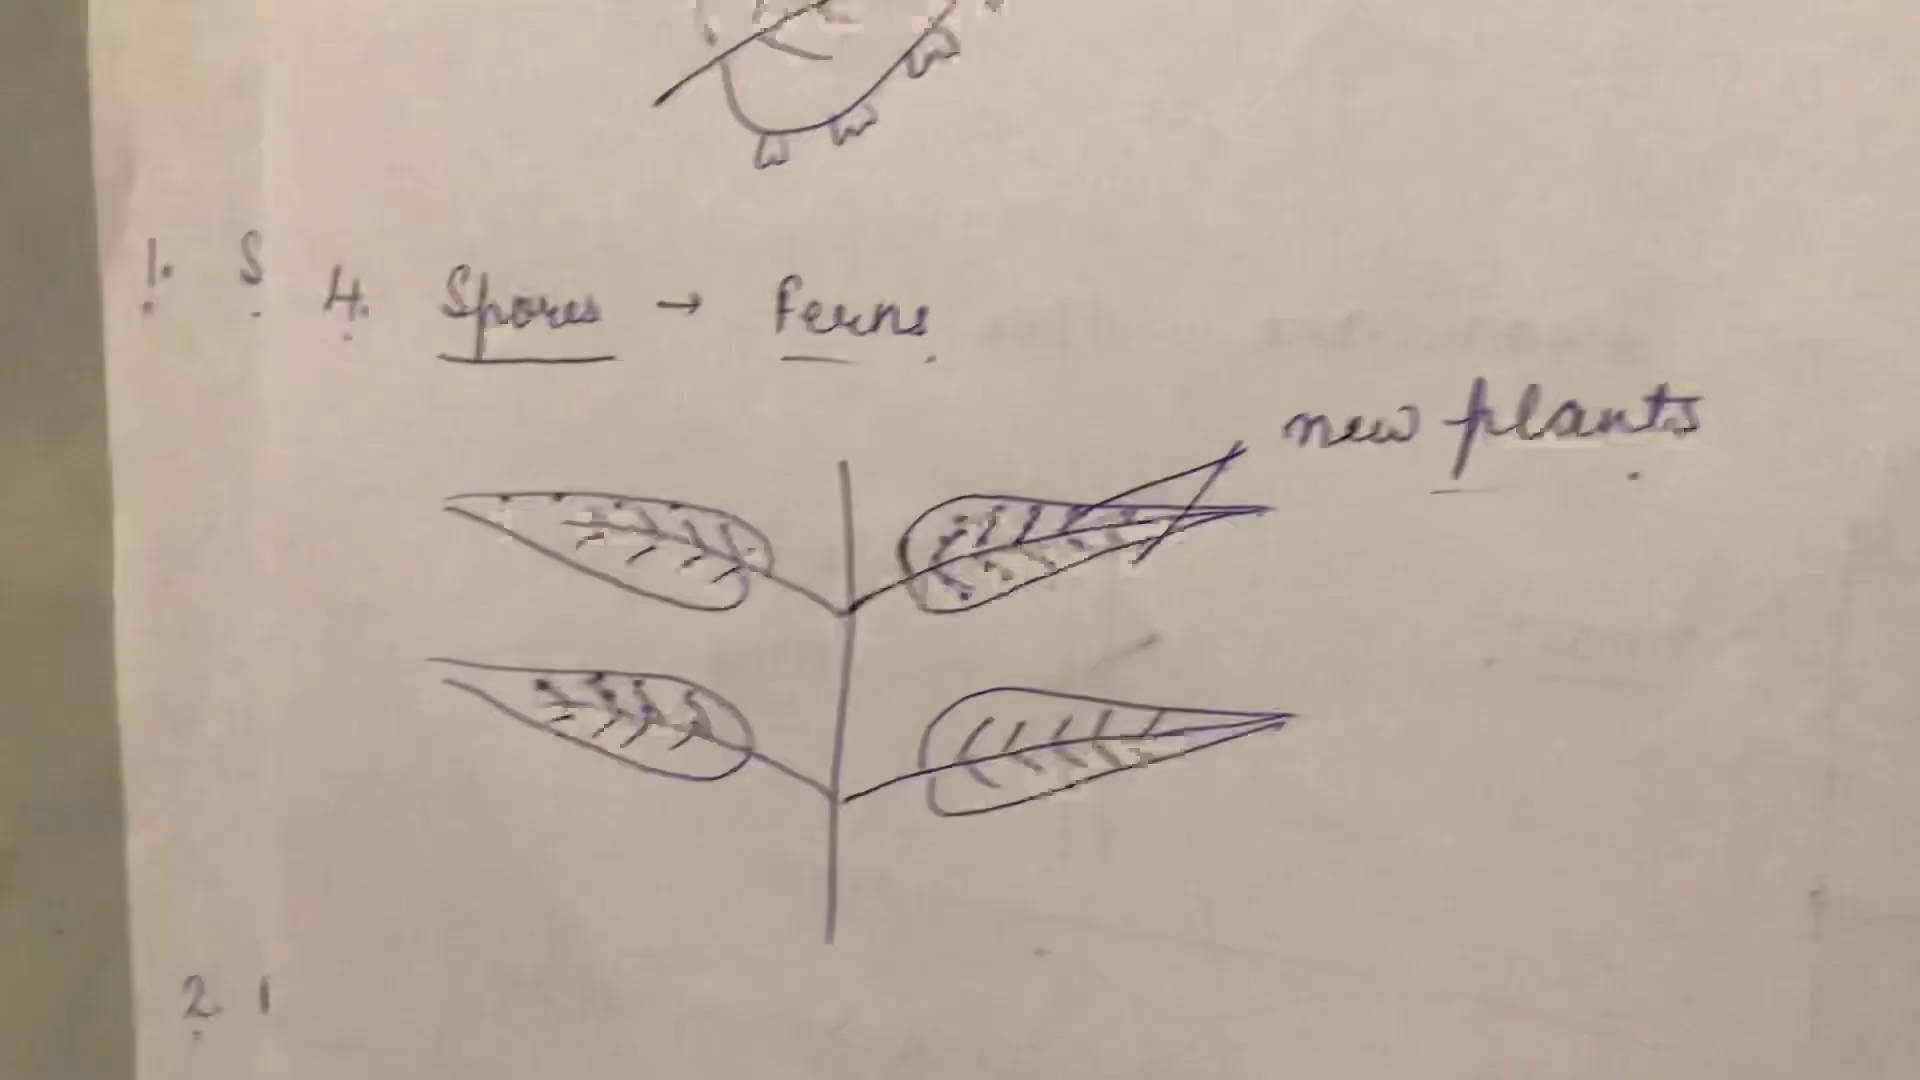 1. S
4. Spores → Ferns
new plants
2. 1